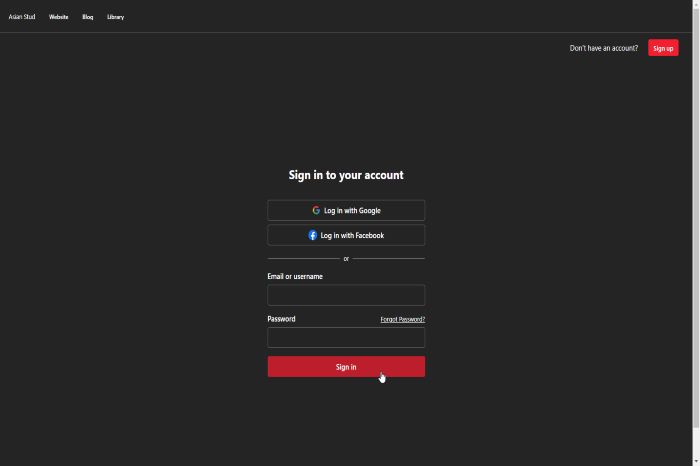 Asian Stud Website Blog Library
Don't have an account? Sign up
Sign in to your account
Log in with Google
Log in with Facebook
or
Email or username
Password Forgot Password?
Sign in